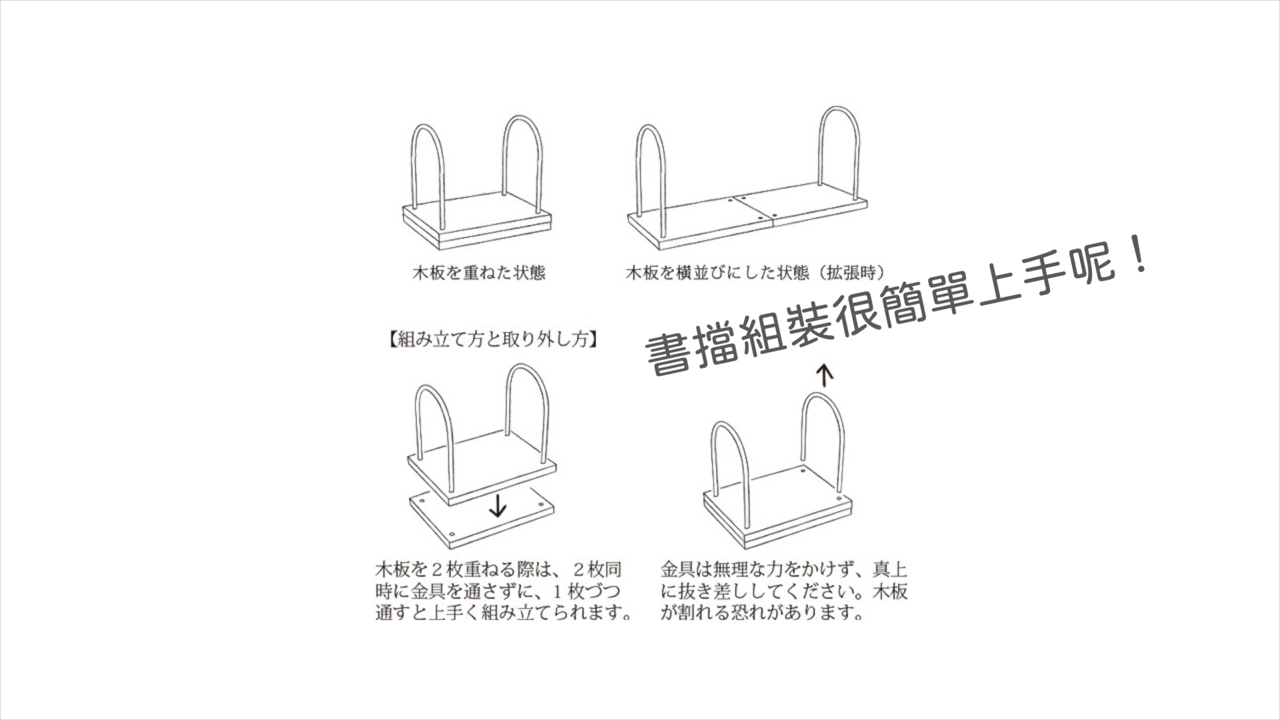 木板を重ねた状態
木板を横並びにした状態（拡張時）
書擋組裝很簡單上手呢！
【組み立て方と取り外し方】
木板を２枚重ねる際は、２枚同
時に金具を通さずに、１枚づつ
通すと上手く組み立てられます。
金具は無理な力をかけず、真上
に抜き差ししてください。木板
が割れる恐れがあります。